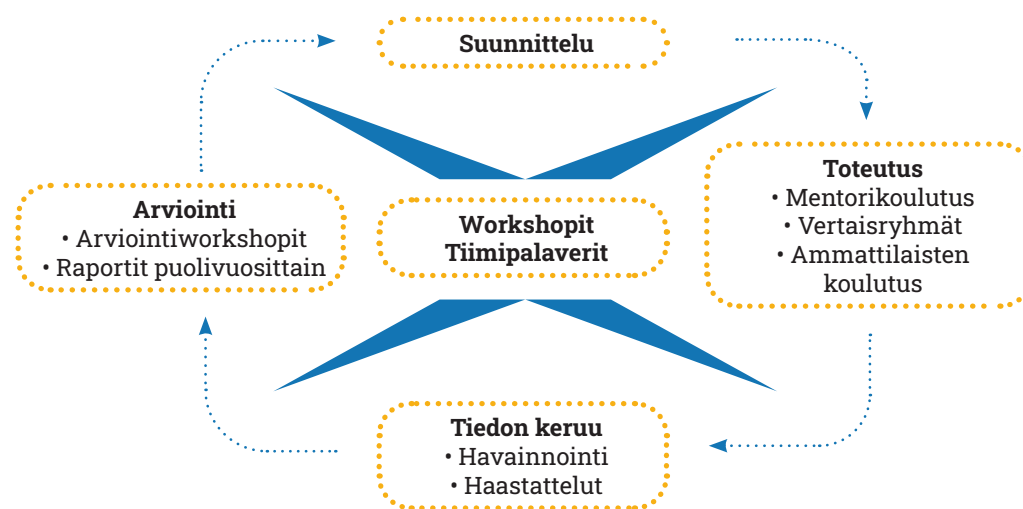 Suunnittelu
Toteutus
• Mentorikoulutus
• Vertaisryhmät
• Ammattilaisten
koulutus
Arviointi
• Arviointiworkshopit
• Raportit puolivuosittain
Workshopit
Tiimipalaverit
Tiedon keruu
• Havainnointi
• Haastattelut